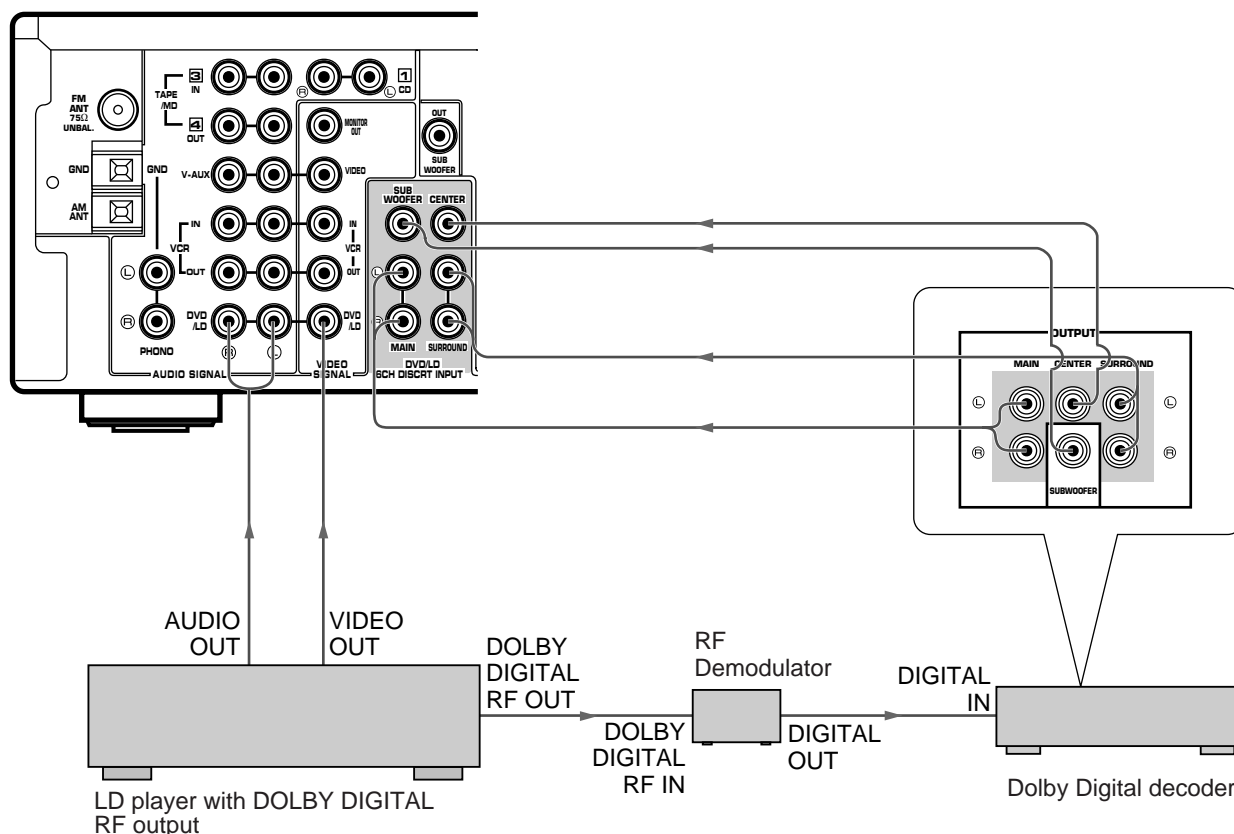 3
IN
TAPE
/MD
4
OUT
R
L
1
CD
FM
ANT
75Ω
UNBAL.
MONITOR
OUT
OUT
SUB
WOOFER
GND
GND
V-AUX
VIDEO
AM
ANT
SUB
WOOFER
CENTER
IN
VCR
OUT
IN
VCR
OUT
L
L
R
PHONO
DVD
/LD
R
L
DVD
/LD
R
MAIN
SURROUND
AUDIO SIGNAL
VIDEO
SIGNAL
DVD/LD
6CH DISCRT INPUT
OUTPUT
MAIN
CENTER
SURROUND
L
L
R
R
SUBWOOFER
AUDIO
OUT
VIDEO
OUT
DOLBY
DIGITAL
RF OUT
RF
Demodulator
DOLBY
DIGITAL
RF IN
DIGITAL
OUT
DIGITAL
IN
LD player with DOLBY DIGITAL
RF output
Dolby Digital decoder